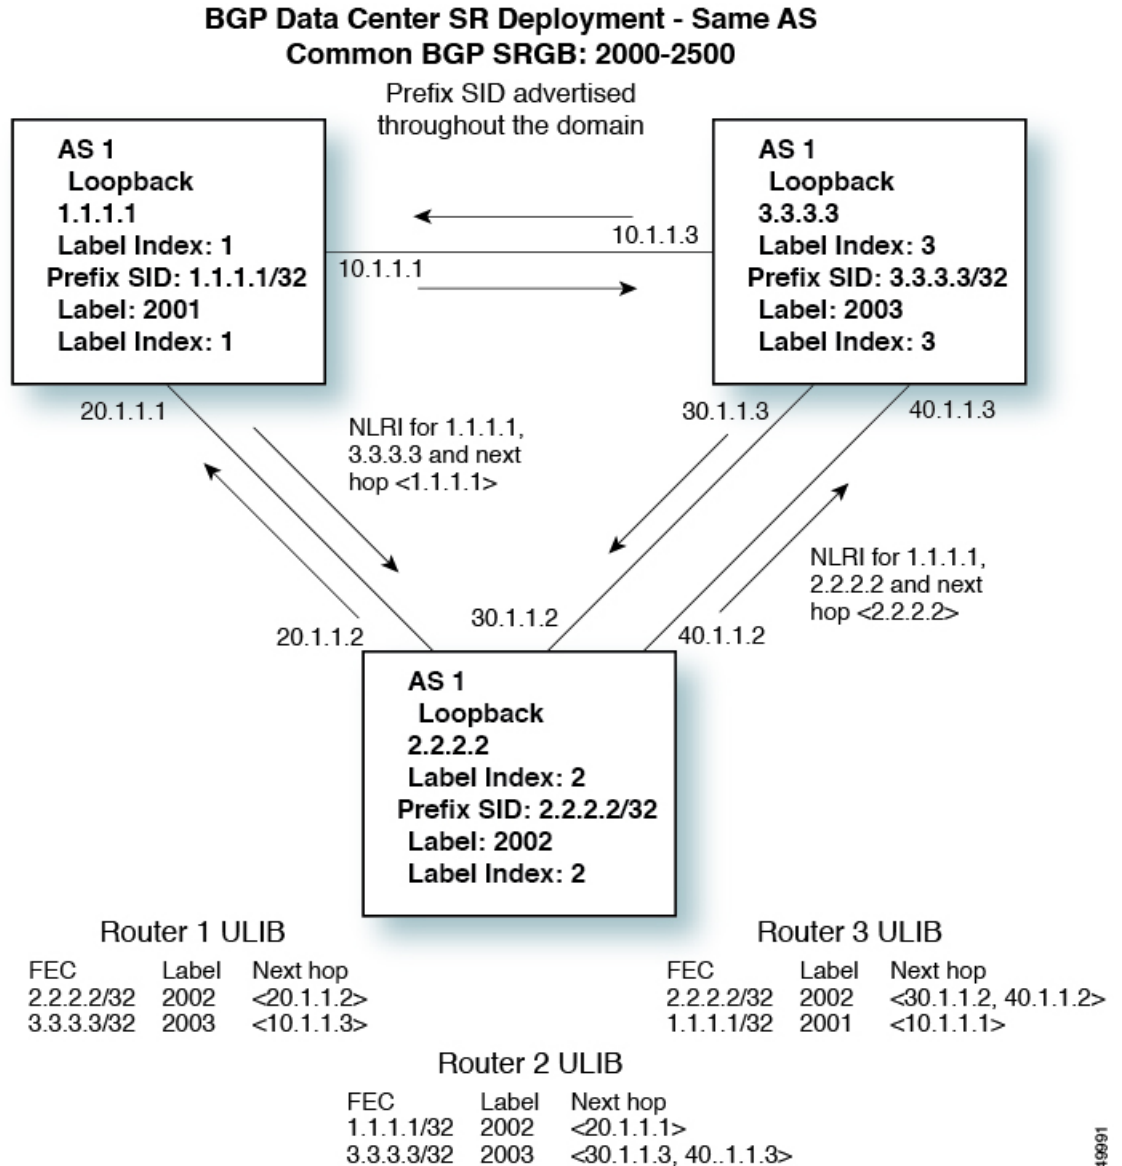 BGP Data Center SR Deployment - Same AS
Common BGP SRGB: 2000-2500
Prefix SID advertised
throughout the domain
AS 1
Loopback
1.1.1.1
Label Index: 1
Prefix SID: 1.1.1.1/32
Label: 2001
Label Index: 1
AS 1
Loopback
3.3.3.3
Label Index: 3
Prefix SID: 3.3.3.3/32
Label: 2003
Label Index: 3
10.1.1.3
10.1.1.1
20.1.1.1
NLRI for 1.1.1.1,
3.3.3.3 and next
hop <1.1.1.1>
30.1.1.3
40.1.1.3
NLRI for 1.1.1.1,
2.2.2.2 and next
hop <2.2.2.2>
20.1.1.2
30.1.1.2
40.1.1.2
AS 1
Loopback
2.2.2.2
Label Index: 2
Prefix SID: 2.2.2.2/32
Label: 2002
Label Index: 2
Router 1 ULIB
FEC Label Next hop
2.2.2.2/32 2002 <20.1.1.2>
3.3.3.3/32 2003 <10.1.1.3>
Router 3 ULIB
FEC Label Next hop
2.2.2.2/32 2002 <30.1.1.2, 40.1.1.2>
1.1.1.1/32 2001 <10.1.1.1>
Router 2 ULIB
FEC Label Next hop
1.1.1.1/32 2002 <20.1.1.1>
3.3.3.3/32 2003 <30.1.1.3, 40..1.1.3>